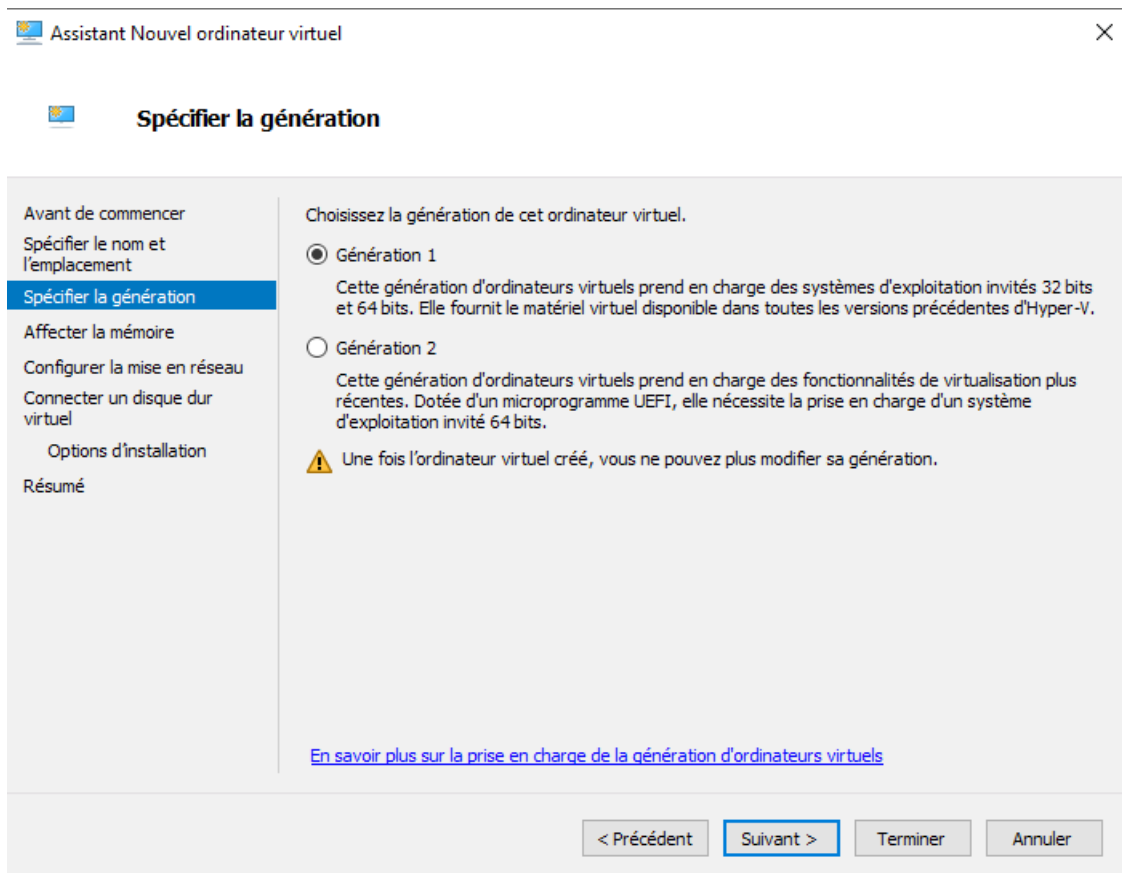 Assistant Nouvel ordinateur virtuel
Spécifier la génération
Avant de commencer
Spécifier le nom et
l'emplacement
Spécifier la génération
Affecter la mémoire
Configurer la mise en réseau
Connecter un disque dur
virtuel
Options d'installation
Résumé
Choisissez la génération de cet ordinateur virtuel.
Génération 1
Cette génération d'ordinateurs virtuels prend en charge des systèmes d'exploitation invités 32 bits
et 64 bits. Elle fournit le matériel virtuel disponible dans toutes les versions précédentes d'Hyper-V.
Génération 2
Cette génération d'ordinateurs virtuels prend en charge des fonctionnalités de virtualisation plus
récentes. Dotée d'un microprogramme UEFI, elle nécessite la prise en charge d'un système
d'exploitation invité 64 bits.
Une fois l'ordinateur virtuel créé, vous ne pouvez plus modifier sa génération.
En savoir plus sur la prise en charge de la génération d'ordinateurs virtuels
< Précédent
Suivant >
Terminer
Annuler